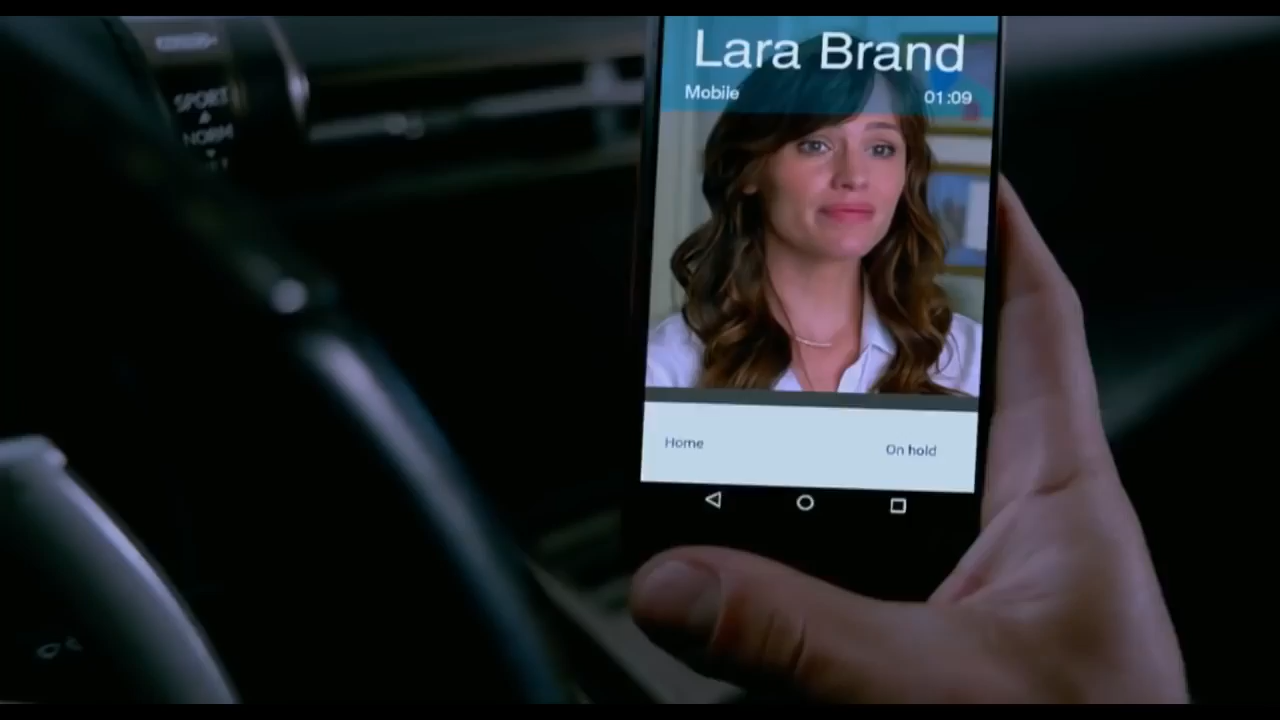 Lara Brand
Mobile 01:09
SPORT
NORM
Home On hold